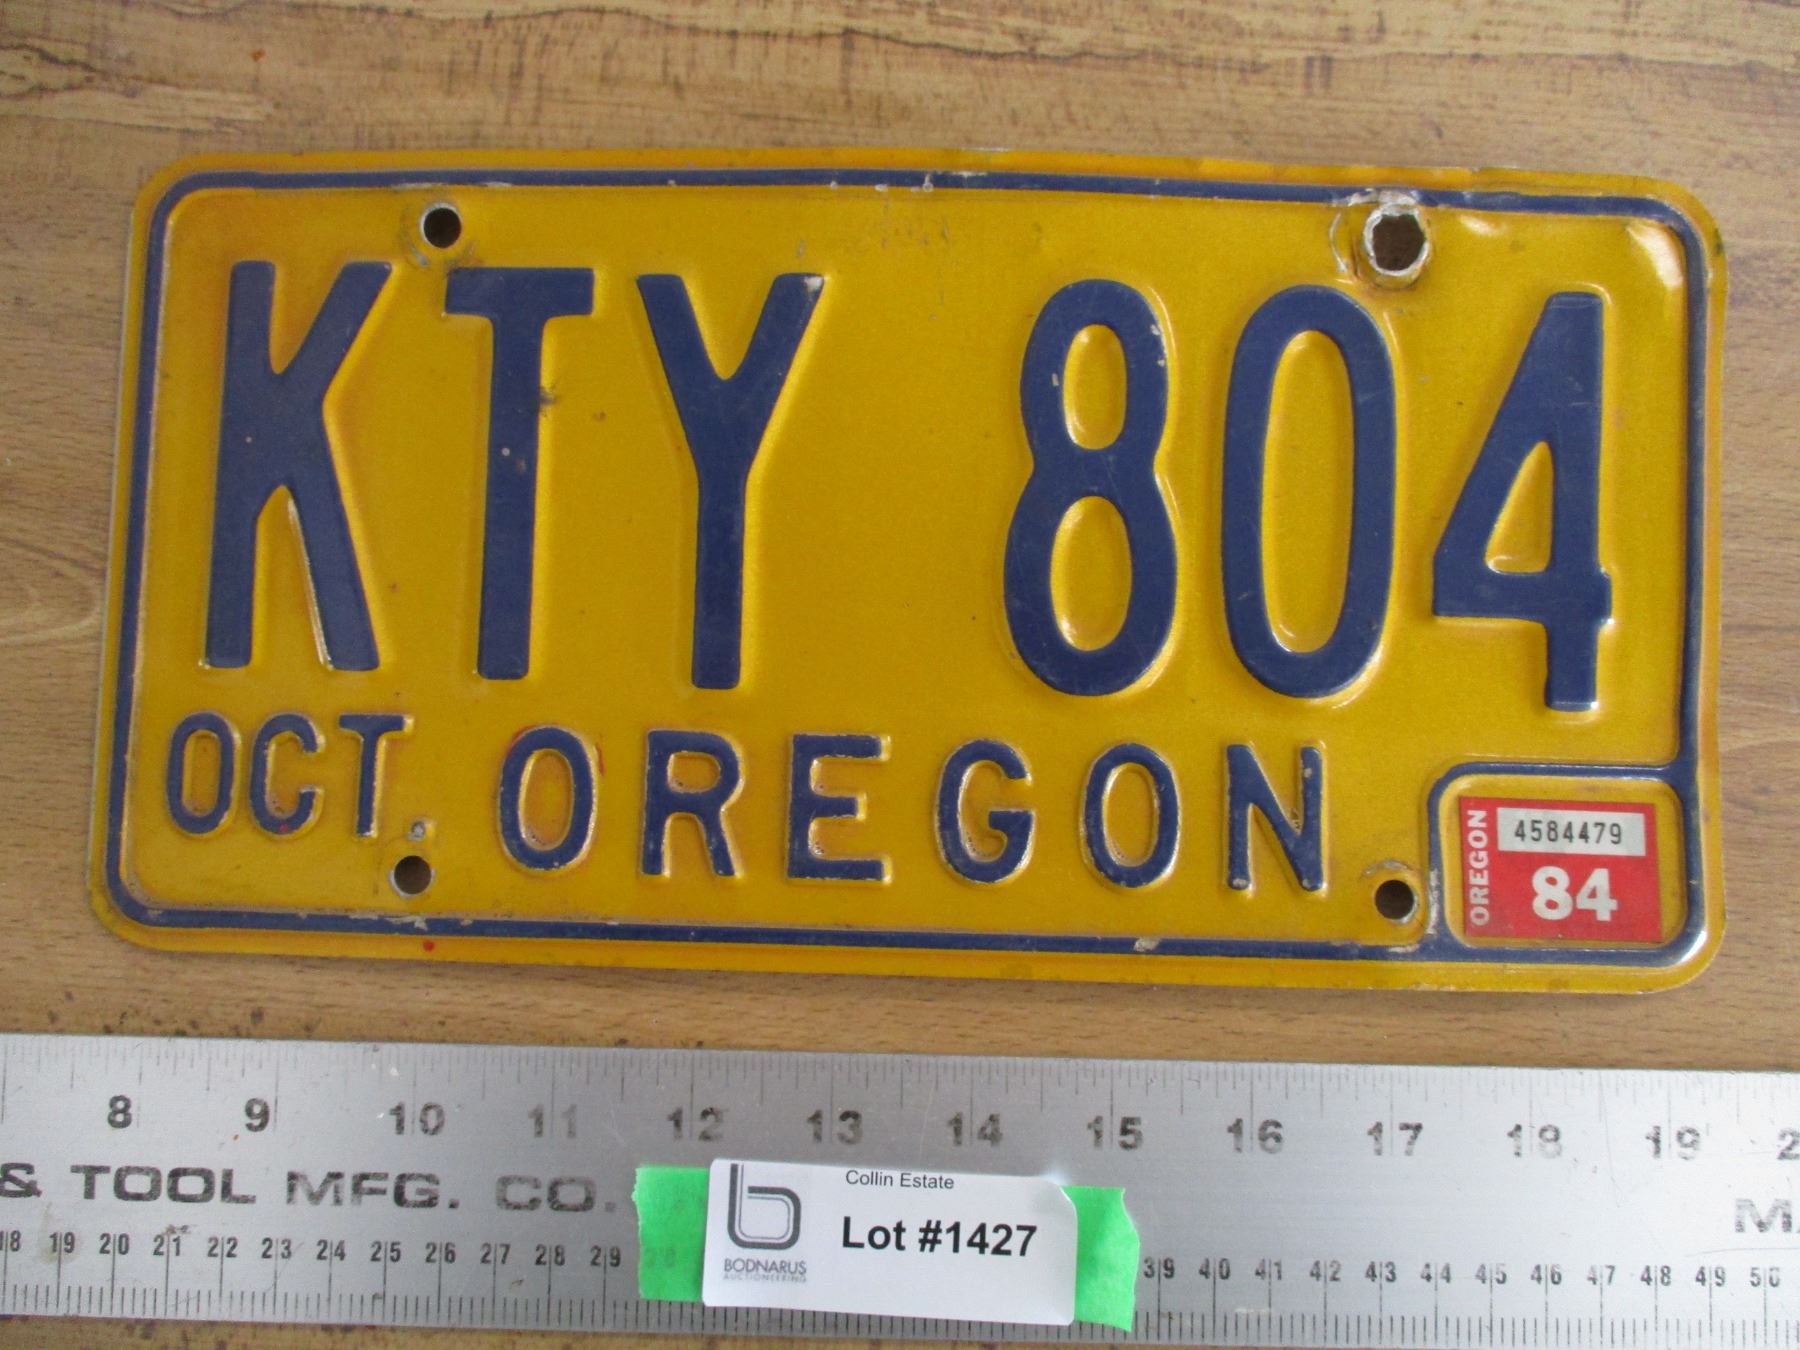 KTY 804
OCT OREGON
OREGON
4584479
84
8 9 10 11 12 13 14 15 16 17 18 19
& TOOL MFG. CO.
Collin Estate
Lot #1427
BODNARUS
AUCTIONEERING
18 19 20 21 22 23 24 25 26 27 28 29 39 40 41 42 43 44 45 46 47 48 49 50